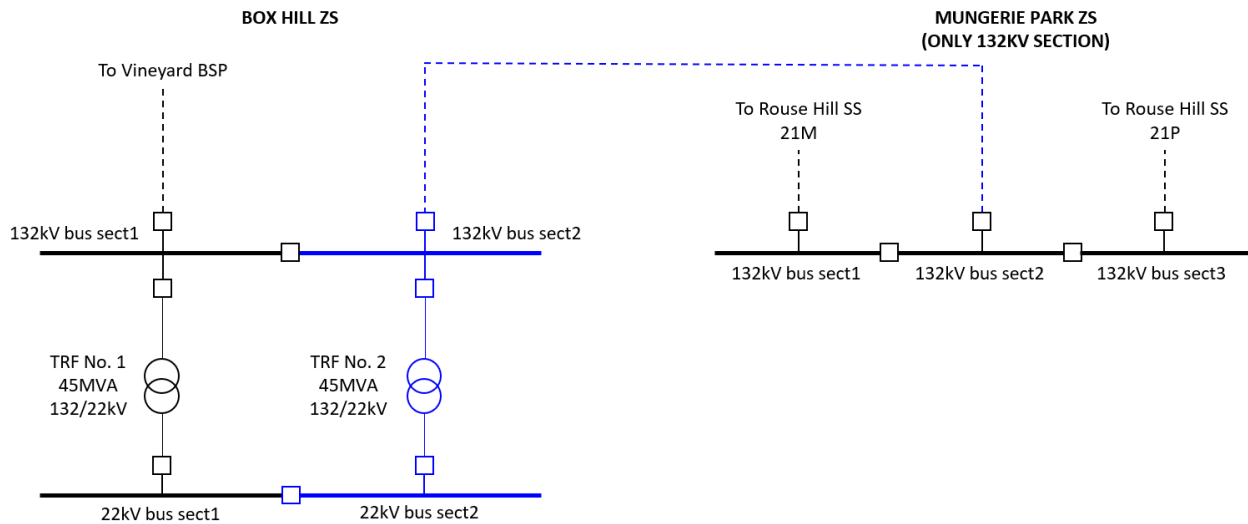 BOX HILL ZS
MUNGERIE PARK ZS
(ONLY 132KV SECTION)
To Vineyard BSP
To Rouse Hill SS
21M
To Rouse Hill SS
21P
132kV bus sect1
132kV bus sect2
132kV bus sect1
132kV bus sect2
132kV bus sect3
TRF No. 1
45MVA
132/22kV
TRF No. 2
45MVA
132/22kV
22kV bus sect1
22kV bus sect2